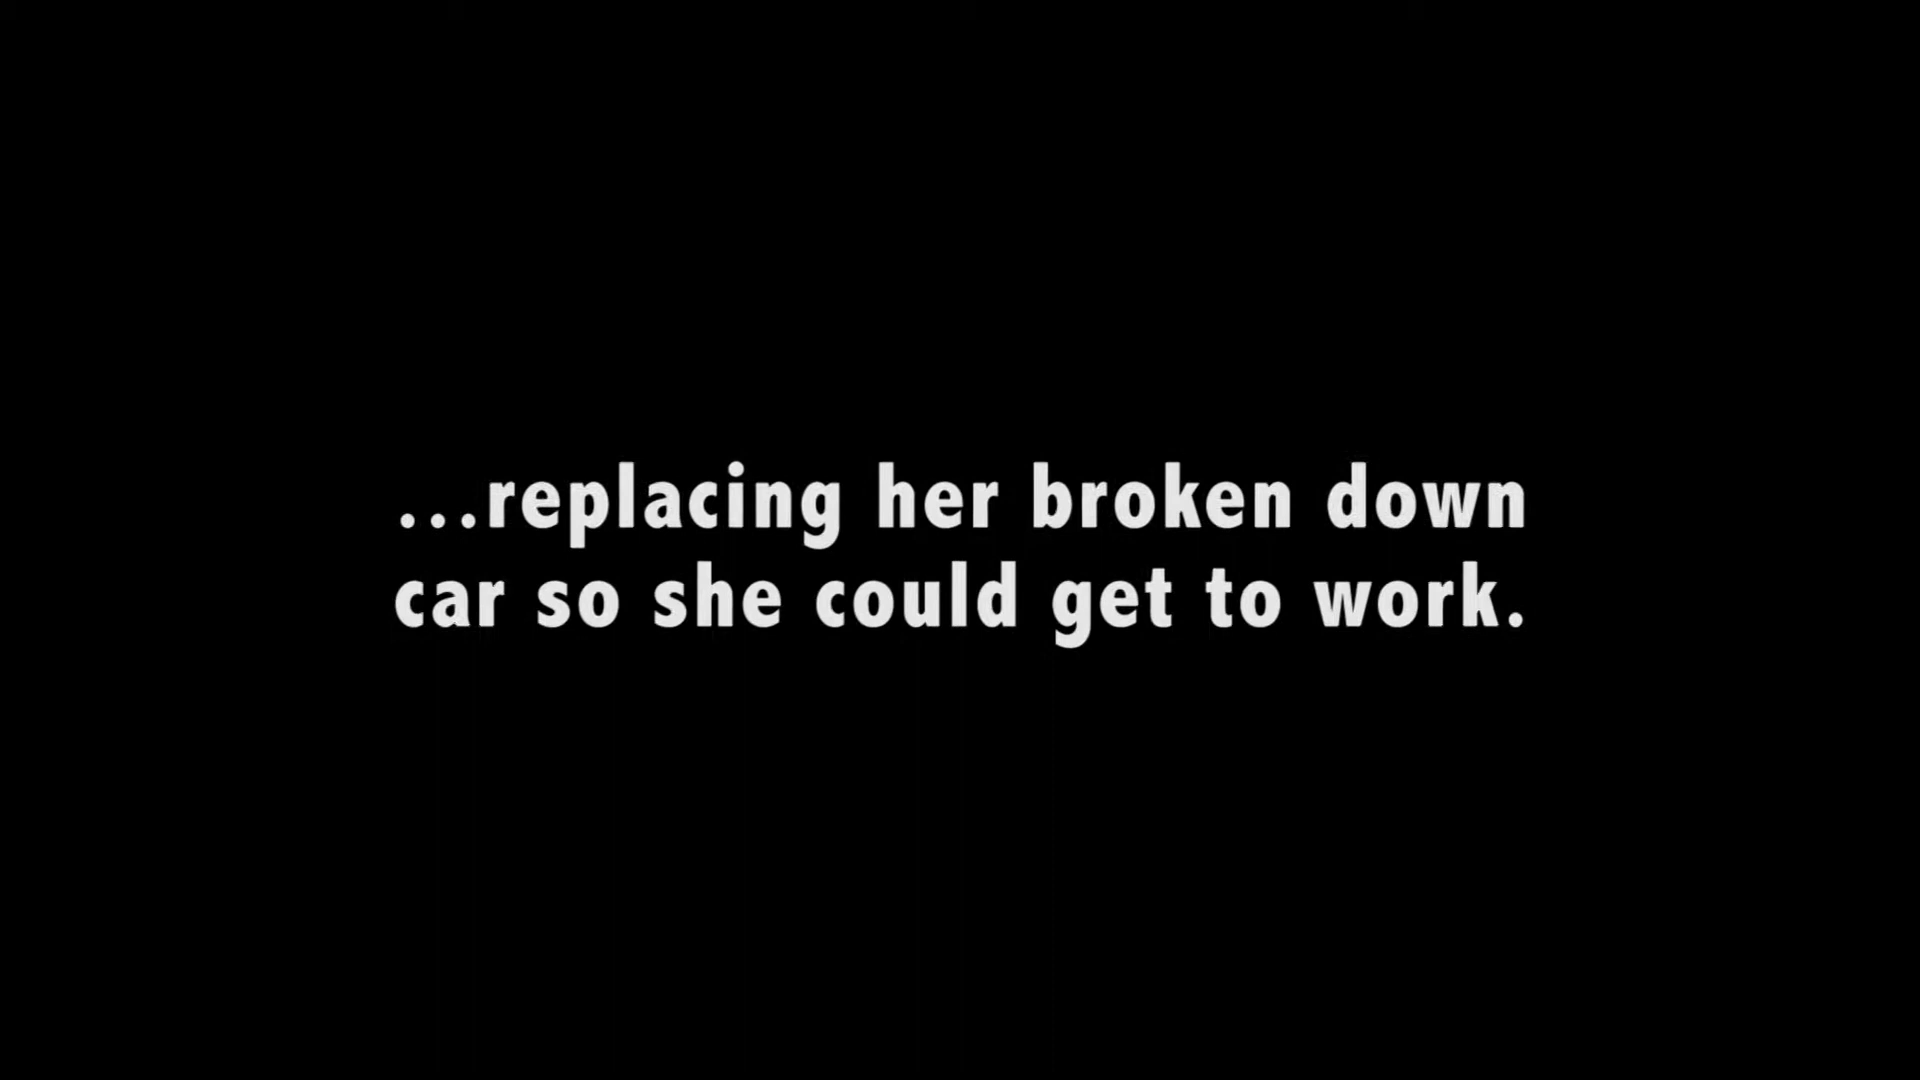 ...replacing her broken down
car so she could get to work.